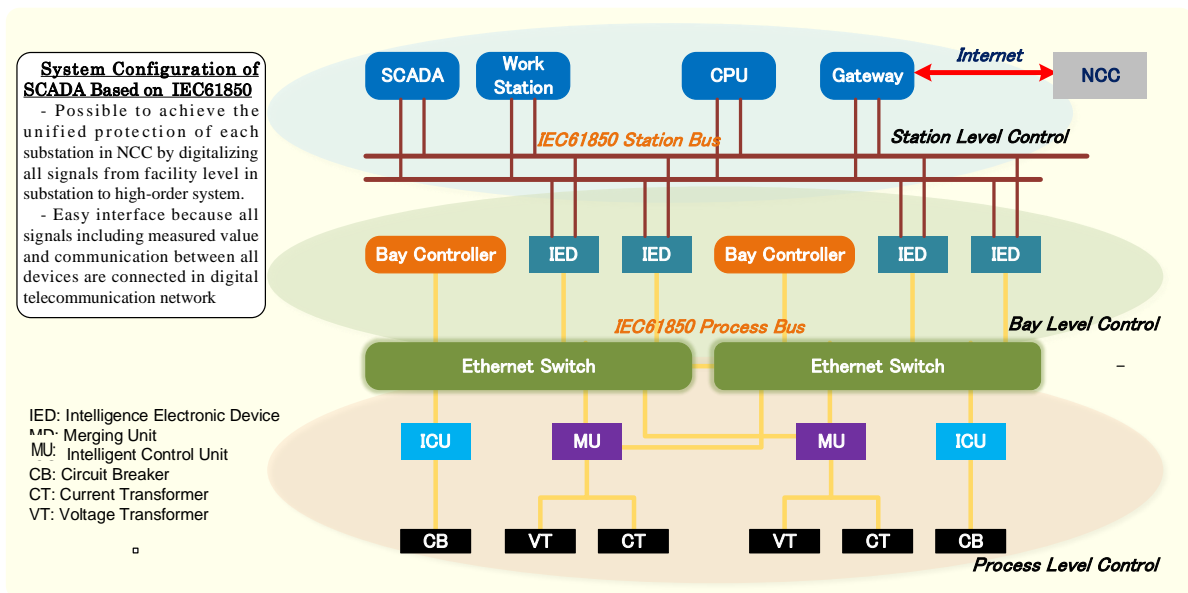 System Configuration of
SCADA Based on IEC61850
- Possible to achieve the
unified protection of each
substation in NCC by digitalizing
all signals from facility level in
substation to high-order system.
- Easy interface because all
signals including measured value
and communication between all
devices are connected in digital
telecommunication network
SCADA
Work
Station
CPU
Gateway
Internet
NCC
IEC61850 Station Bus
Station Level Control
Bay Controller
IED
IED
Bay Controller
IED
IED
IEC61850 Process Bus
Bay Level Control
Ethernet Switch
Ethernet Switch
-
ICU
MU
MU
ICU
CB
VT
CT
VT
CT
CB
Process Level Control
IED: Intelligence Electronic Device
Merging Unit
MU: Intelligent Control Unit
CB: Circuit Breaker
CT: Current Transformer
VT: Voltage Transformer